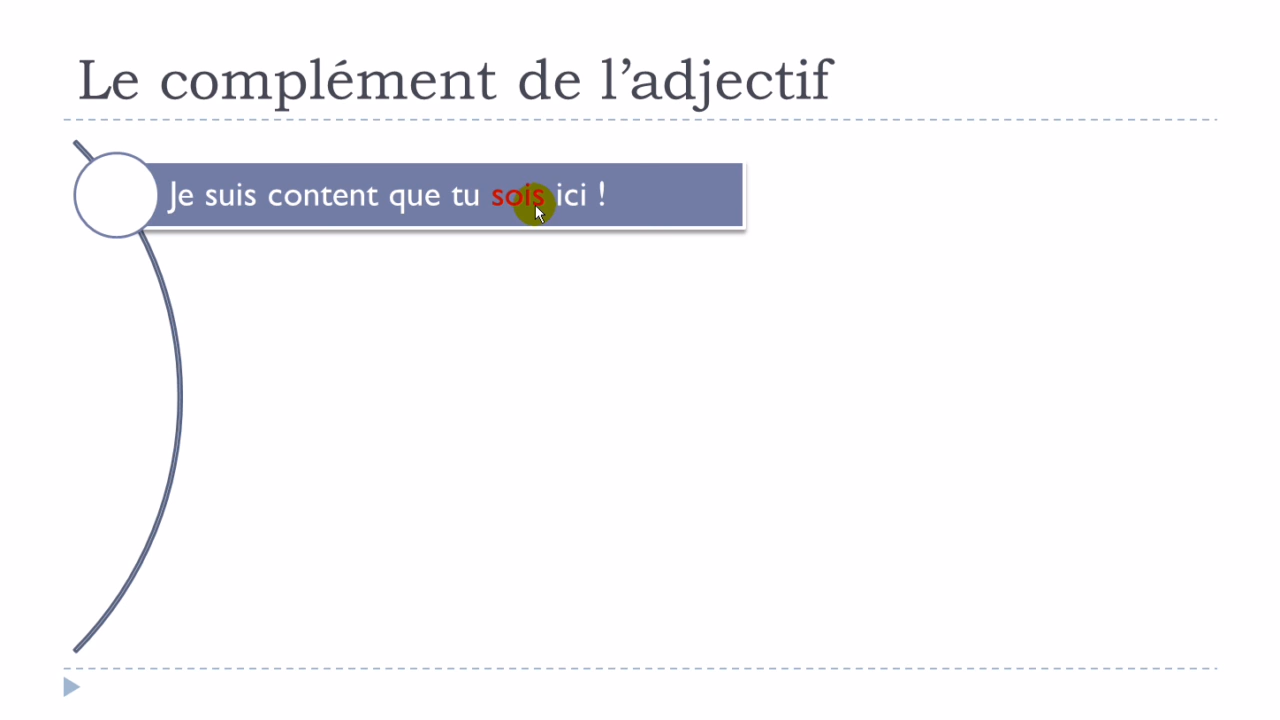 Le complément de l’adjectif
Je suis content que tu sois ici !